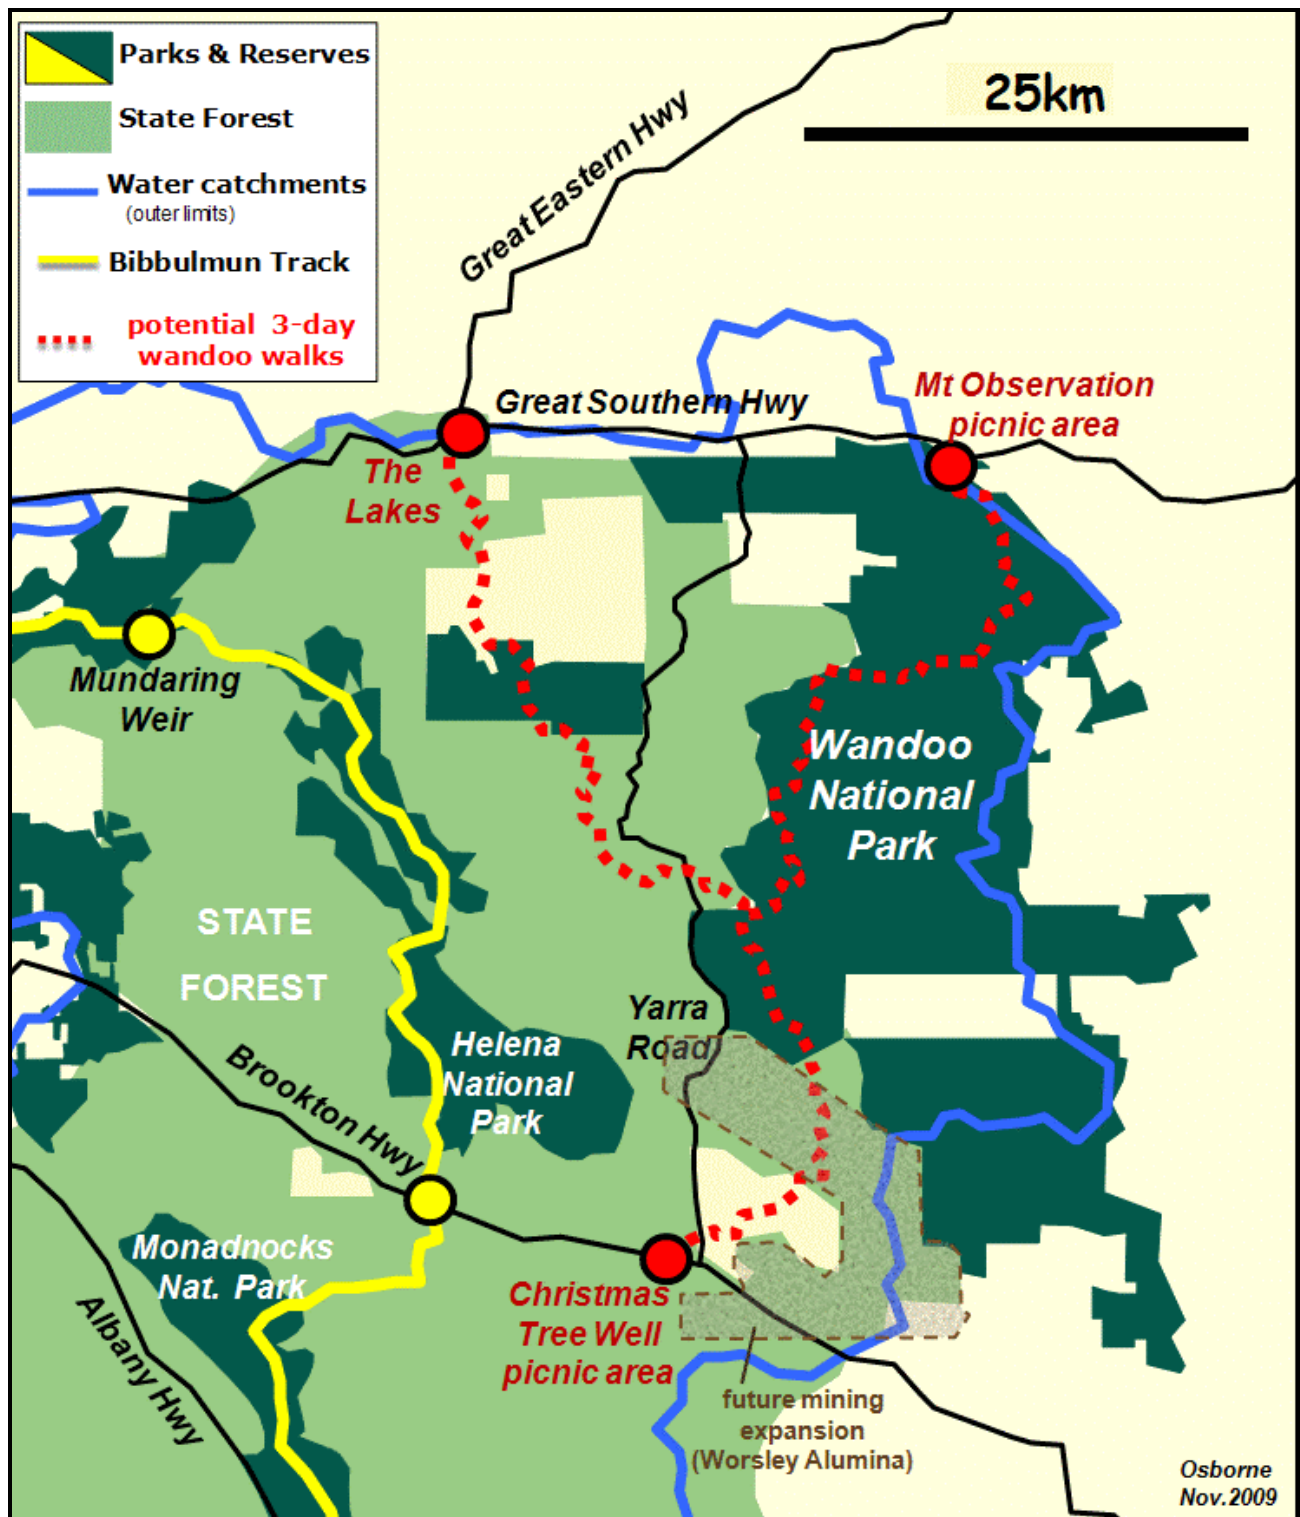 Parks & Reserves
State Forest
Water catchments
(outer limits)
Bibbulmun Track
potential 3-day
wandoo walks
25km
Great Eastern Hwy
Great Southern Hwy
Mt Observation
picnic area
The
Lakes
Mundaring
Weir
Wandoo
National
Park
STATE
FOREST
Yarra
Road
Helena
National
Park
Brookton Hwy
Monadnocks
Nat. Park
Albany Hwy
Christmas
Tree Well
picnic area
future mining
expansion
(Worsley Alumina)
Osborne
Nov.2009